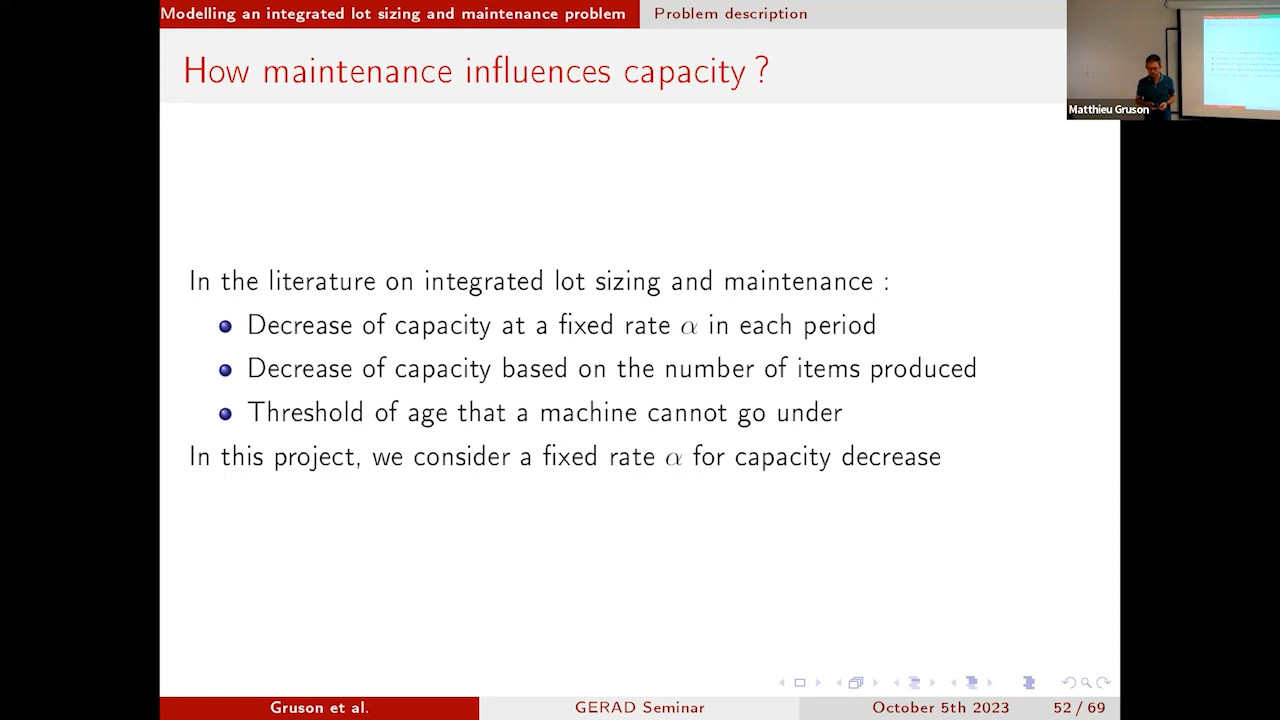 Modelling an integrated lot sizing and maintenance problem Problem description
How maintenance influences capacity ?
Matthieu Gruson
In the literature on integrated lot sizing and maintenance :
Decrease of capacity at a fixed rate α in each period
Decrease of capacity based on the number of items produced
Threshold of age that a machine cannot go under
In this project, we consider a fixed rate α for capacity decrease
Gruson et al. GERAD Seminar October 5th 2023 52 / 69